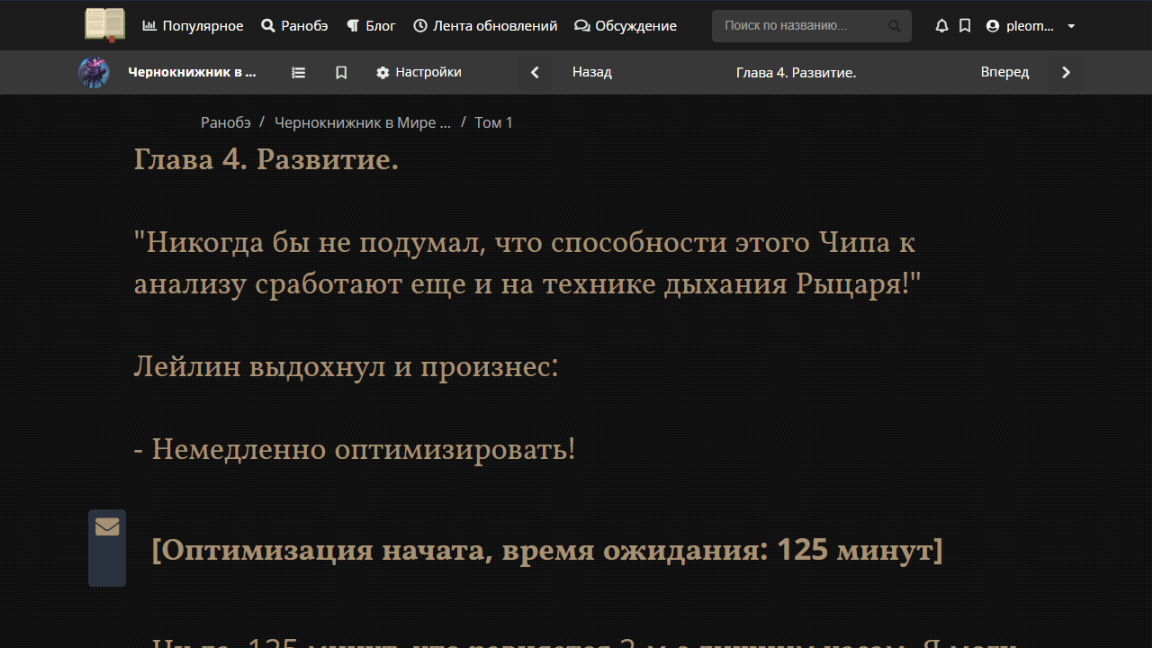 Популярное Ранобэ Блог Лента обновлений Обсуждение Поиск по названию... pleom...
Чернокнижник в ... Настройки Назад Глава 4. Развитие. Вперед
Ранобэ / Чернокнижник в Мире ... / Том 1
Глава 4. Развитие.
"Никогда бы не подумал, что способности этого Чипа к
анализу сработают еще и на технике дыхания Рыцаря!"
Лейлин выдохнул и произнес:
- Немедленно оптимизировать!
[Оптимизация начата, время ожидания: 125 минут]